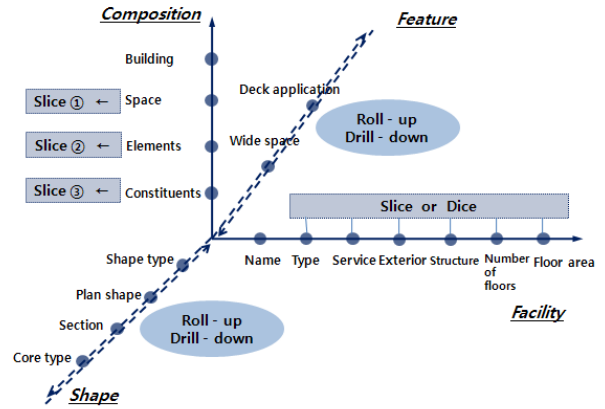 Composition
Feature
Building
Deck application
Slice ① ← Space
Roll - up
Drill - down
Slice ② ← Elements
Wide space
Slice ③ ← Constituents
Slice or Dice
Shape type
Name Type Service Exterior Structure Number of floors Floor area
Plan shape
Facility
Section
Roll - up
Drill - down
Core type
Shape